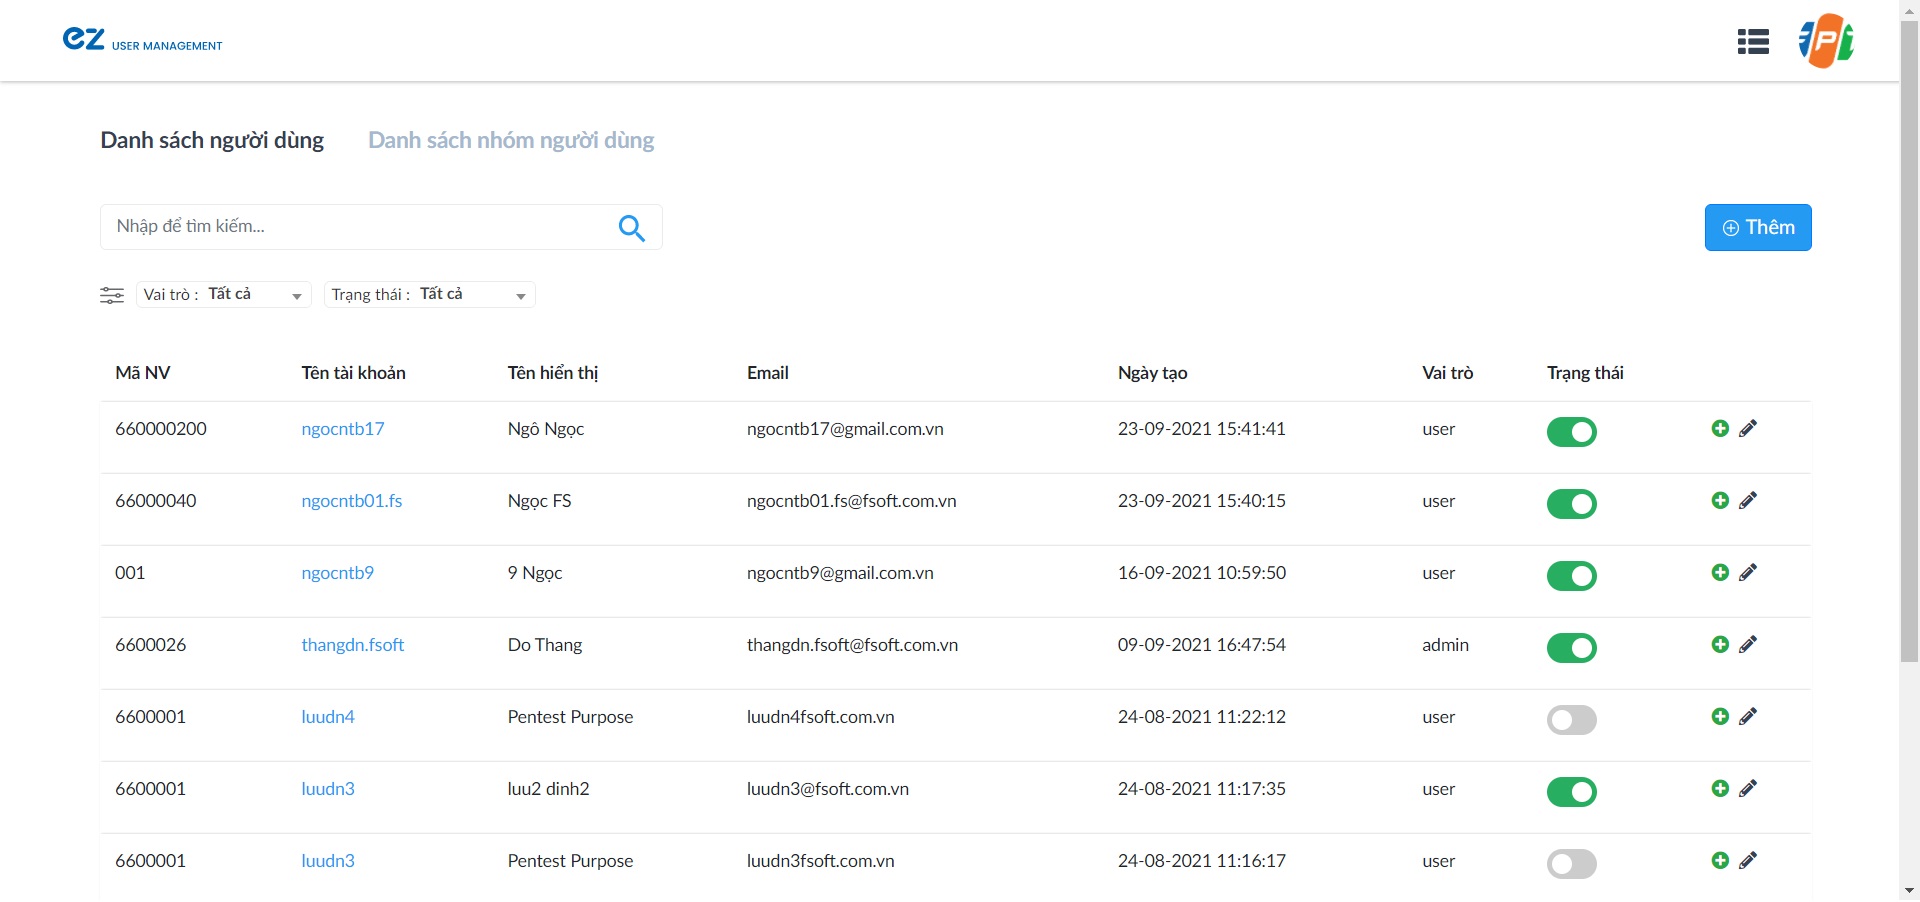 ez USER MANAGEMENT
Danh sách người dùng Danh sách nhóm người dùng
Nhập để tìm kiếm... Thêm
Vai trò : Tất cả Trạng thái : Tất cả
Mã NV Tên tài khoản Tên hiển thị Email Ngày tạo Vai trò Trạng thái
660000200 ngocntb17 Ngô Ngọc ngocntb17@gmail.com.vn 23-09-2021 15:41:41 user
66000040 ngocntb01.fs Ngọc FS ngocntb01.fs@fsoft.com.vn 23-09-2021 15:40:15 user
001 ngocntb9 9 Ngọc ngocntb9@gmail.com.vn 16-09-2021 10:59:50 user
6600026 thangdn.fsoft Do Thang thangdn.fsoft@fsoft.com.vn 09-09-2021 16:47:54 admin
6600001 luudn4 Pentest Purpose luudn4fsoft.com.vn 24-08-2021 11:22:12 user
6600001 luudn3 luu2 dinh2 luudn3@fsoft.com.vn 24-08-2021 11:17:35 user
6600001 luudn3 Pentest Purpose luudn3fsoft.com.vn 24-08-2021 11:16:17 user